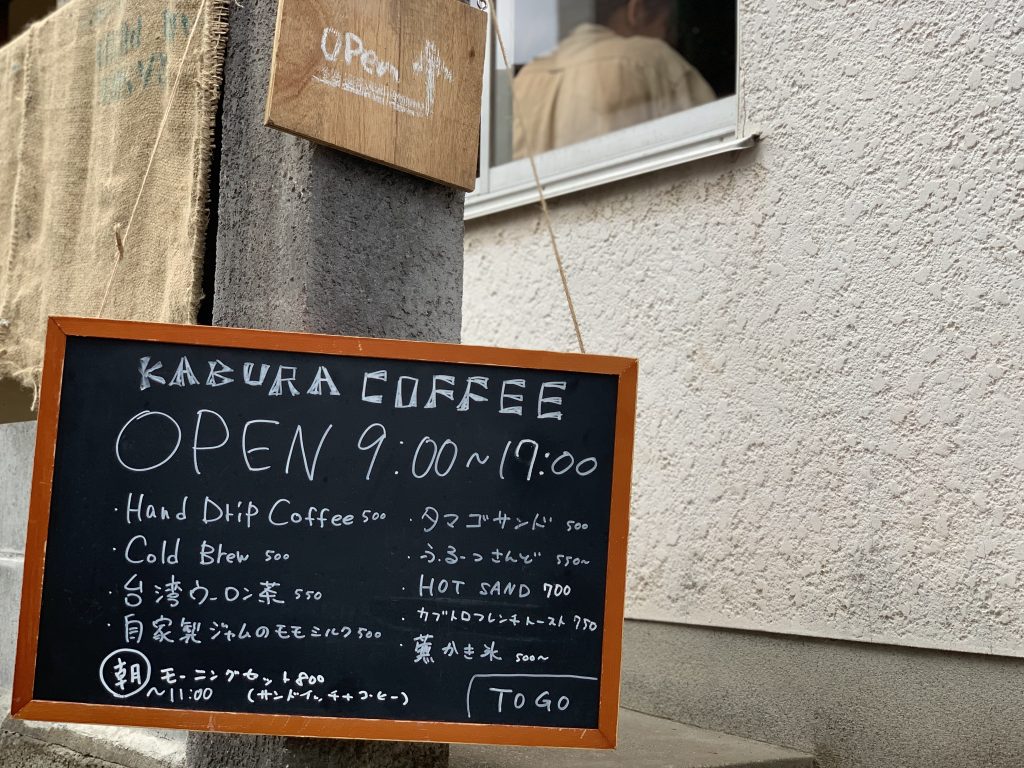 OPen
KABURA COFFEE
OPEN 9:00~17:00
・Hand Drip Coffee 500
・Cold Brew 500
・台湾ウーロン茶 550
・自家製ジャムのモモミルク 500
朝 モーニングセット 800
~11:00 (サンドイッチ+コーヒー)
・タマゴサンド 500
・ふるーつさんど 550~
・HOT SAND 700
・カブトロフレンチトースト 750
・かき氷 500~
TO GO